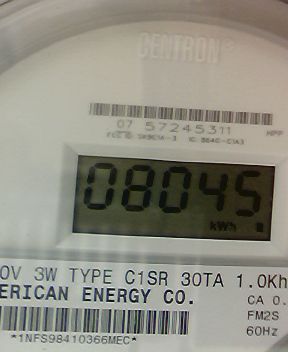 CENTRON®
07 57245311
HPP
08045
kWh
0V 3W TYPE C1SR 30TA 1.0Kh
ERICAN ENERGY CO.
CA 0.
FM2S
60Hz
*1NFS98410366MEC*